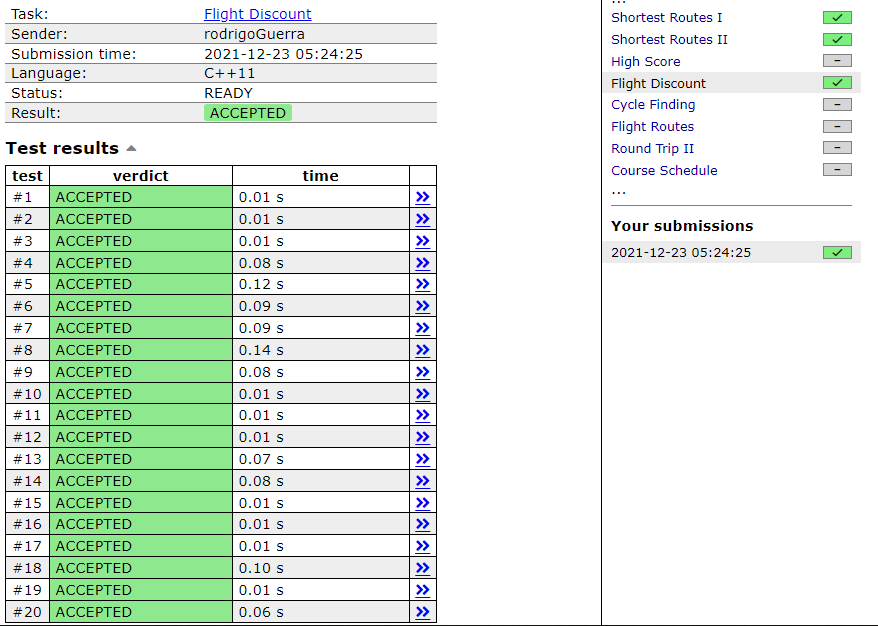 Task: Flight Discount
Sender: rodrigoGuerra
Submission time: 2021-12-23 05:24:25
Language: C++11
Status: READY
Result: ACCEPTED
Test results
test verdict time
#1 ACCEPTED 0.01 s »
#2 ACCEPTED 0.01 s »
#3 ACCEPTED 0.01 s »
#4 ACCEPTED 0.08 s »
#5 ACCEPTED 0.12 s »
#6 ACCEPTED 0.09 s »
#7 ACCEPTED 0.09 s »
#8 ACCEPTED 0.14 s »
#9 ACCEPTED 0.08 s »
#10 ACCEPTED 0.01 s »
#11 ACCEPTED 0.01 s »
#12 ACCEPTED 0.01 s »
#13 ACCEPTED 0.07 s »
#14 ACCEPTED 0.08 s »
#15 ACCEPTED 0.01 s »
#16 ACCEPTED 0.01 s »
#17 ACCEPTED 0.01 s »
#18 ACCEPTED 0.10 s »
#19 ACCEPTED 0.01 s »
#20 ACCEPTED 0.06 s »
...
Shortest Routes I ✓
Shortest Routes II ✓
High Score –
Flight Discount ✓
Cycle Finding –
Flight Routes –
Round Trip II –
Course Schedule –
...
Your submissions
2021-12-23 05:24:25 ✓